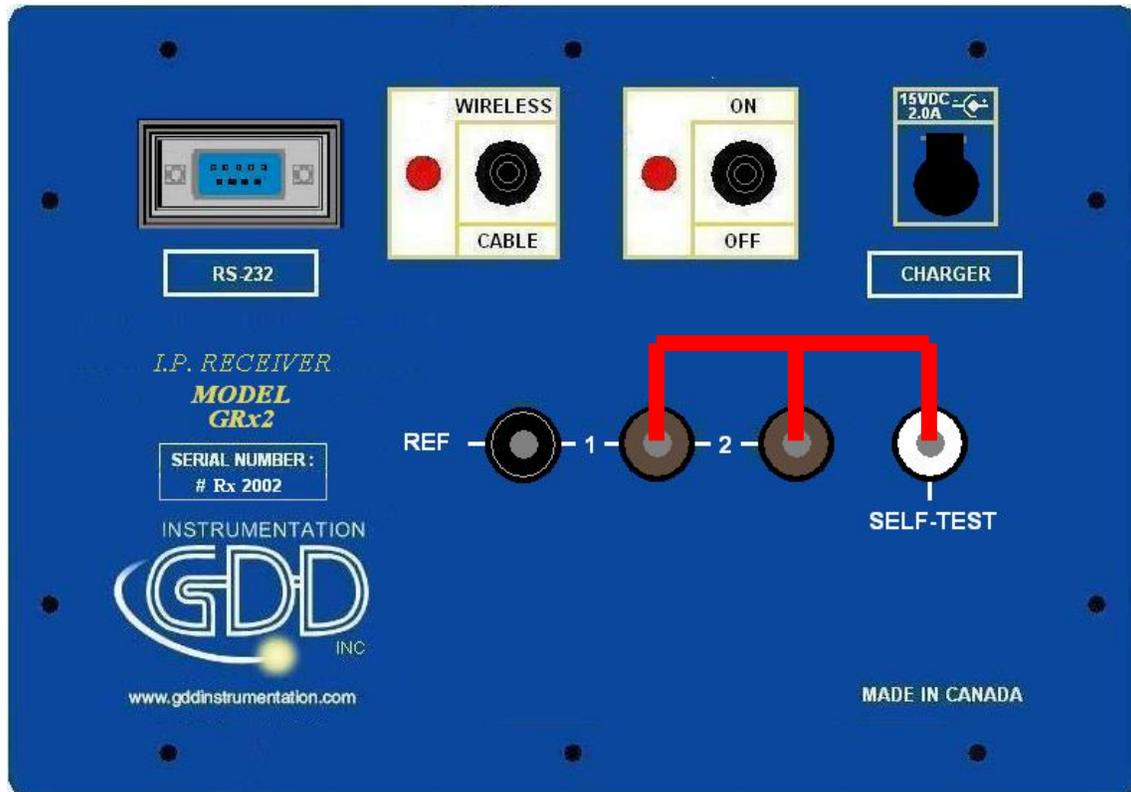 WIRELESS
CABLE
ON
OFF
15VDC - +
2.0A
RS-232
CHARGER
I.P. RECEIVER
MODEL
GRx2
SERIAL NUMBER :
# Rx 2002
REF 1 2
SELF-TEST
INSTRUMENTATION
GDD
INC
www.gddinstrumentation.com
MADE IN CANADA